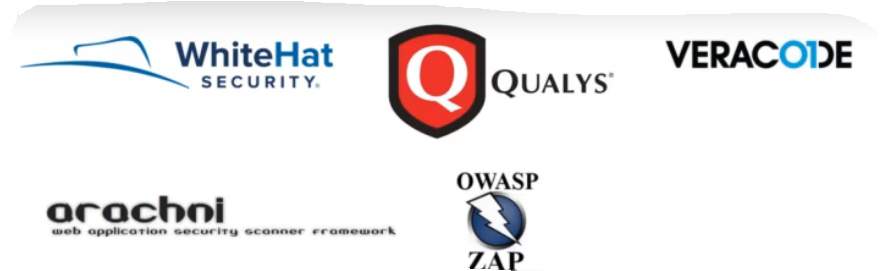 WhiteHat
SECURITY.
Q
QUALYS®
VERACODE
arachni
web application security scanner framework
OWASP
ZAP